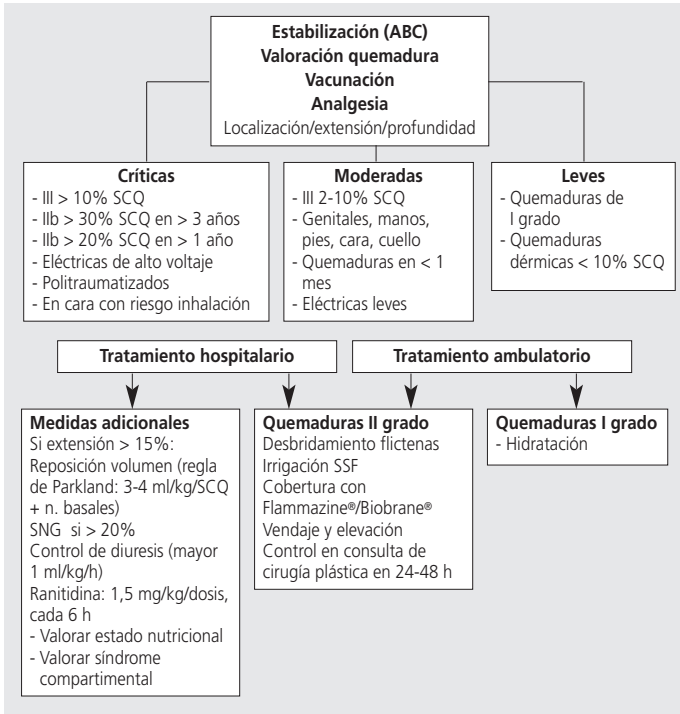 Estabilización (ABC)
Valoración quemadura
Vacunación
Analgesia
Localización/extensión/profundidad
Críticas
- III > 10% SCQ
- IIb > 30% SCQ en > 3 años
- IIb > 20% SCQ en > 1 año
- Eléctricas de alto voltaje
- Politraumatizados
- En cara con riesgo inhalación
Moderadas
- III 2-10% SCQ
- Genitales, manos,
pies, cara, cuello
- Quemaduras en < 1
mes
- Eléctricas leves
Leves
- Quemaduras de
I grado
- Quemaduras
dérmicas < 10% SCQ
Tratamiento hospitalario
Tratamiento ambulatorio
Medidas adicionales
Si extensión > 15%:
Reposición volumen (regla
de Parkland: 3-4 ml/kg/SCQ
+ n. basales)
SNG si > 20%
Control de diuresis (mayor
1 ml/kg/h)
Ranitidina: 1,5 mg/kg/dosis,
cada 6 h
- Valorar estado nutricional
- Valorar síndrome
compartimental
Quemaduras II grado
Desbridamiento flictenas
Irrigación SSF
Cobertura con
Flammazine®/Biobrane®
Vendaje y elevación
Control en consulta de
cirugía plástica en 24-48 h
Quemaduras I grado
- Hidratación